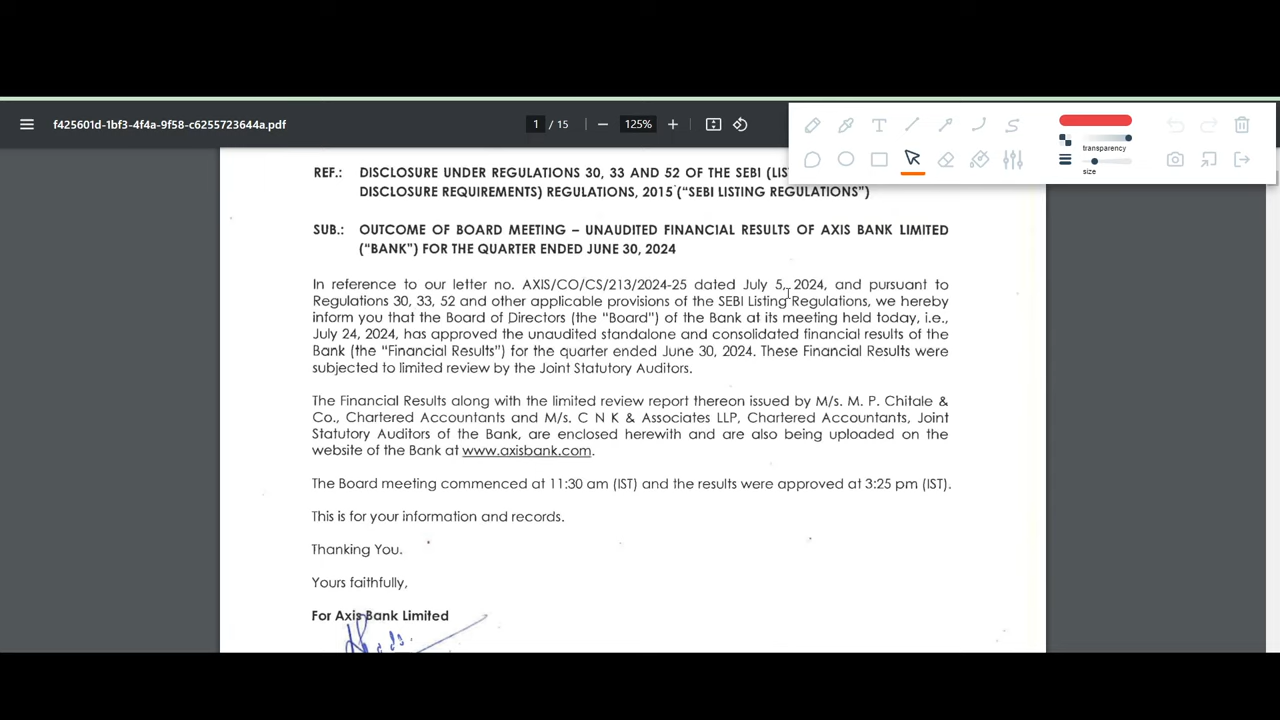 f425601d-1bf3-4f4a-9f58-c6255723644a.pdf
1 / 15
125%
transparency
size
REF.: DISCLOSURE UNDER REGULATIONS 30, 33 AND 52 OF THE SEBI
DISCLOSURE REQUIREMENTS) REGULATIONS, 2015 (“SEBI LISTING REGULATIONS”)
SUB.: OUTCOME OF BOARD MEETING – UNAUDITED FINANCIAL RESULTS OF AXIS BANK LIMITED
(“BANK”) FOR THE QUARTER ENDED JUNE 30, 2024
In reference to our letter no. AXIS/CO/CS/213/2024-25 dated July 5, 2024, and pursuant to
Regulations 30, 33, 52 and other applicable provisions of the SEBI Listing Regulations, we hereby
inform you that the Board of Directors (the “Board”) of the Bank at its meeting held today, i.e.,
July 24, 2024, has approved the unaudited standalone and consolidated financial results of the
Bank (the “Financial Results”) for the quarter ended June 30, 2024. These Financial Results were
subjected to limited review by the Joint Statutory Auditors.
The Financial Results along with the limited review report thereon issued by M/s. M. P. Chitale &
Co., Chartered Accountants and M/s. C N K & Associates LLP, Chartered Accountants, Joint
Statutory Auditors of the Bank, are enclosed herewith and are also being uploaded on the
website of the Bank at www.axisbank.com.
The Board meeting commenced at 11:30 am (IST) and the results were approved at 3:25 pm (IST).
This is for your information and records.
Thanking You.
Yours faithfully,
For Axis Bank Limited